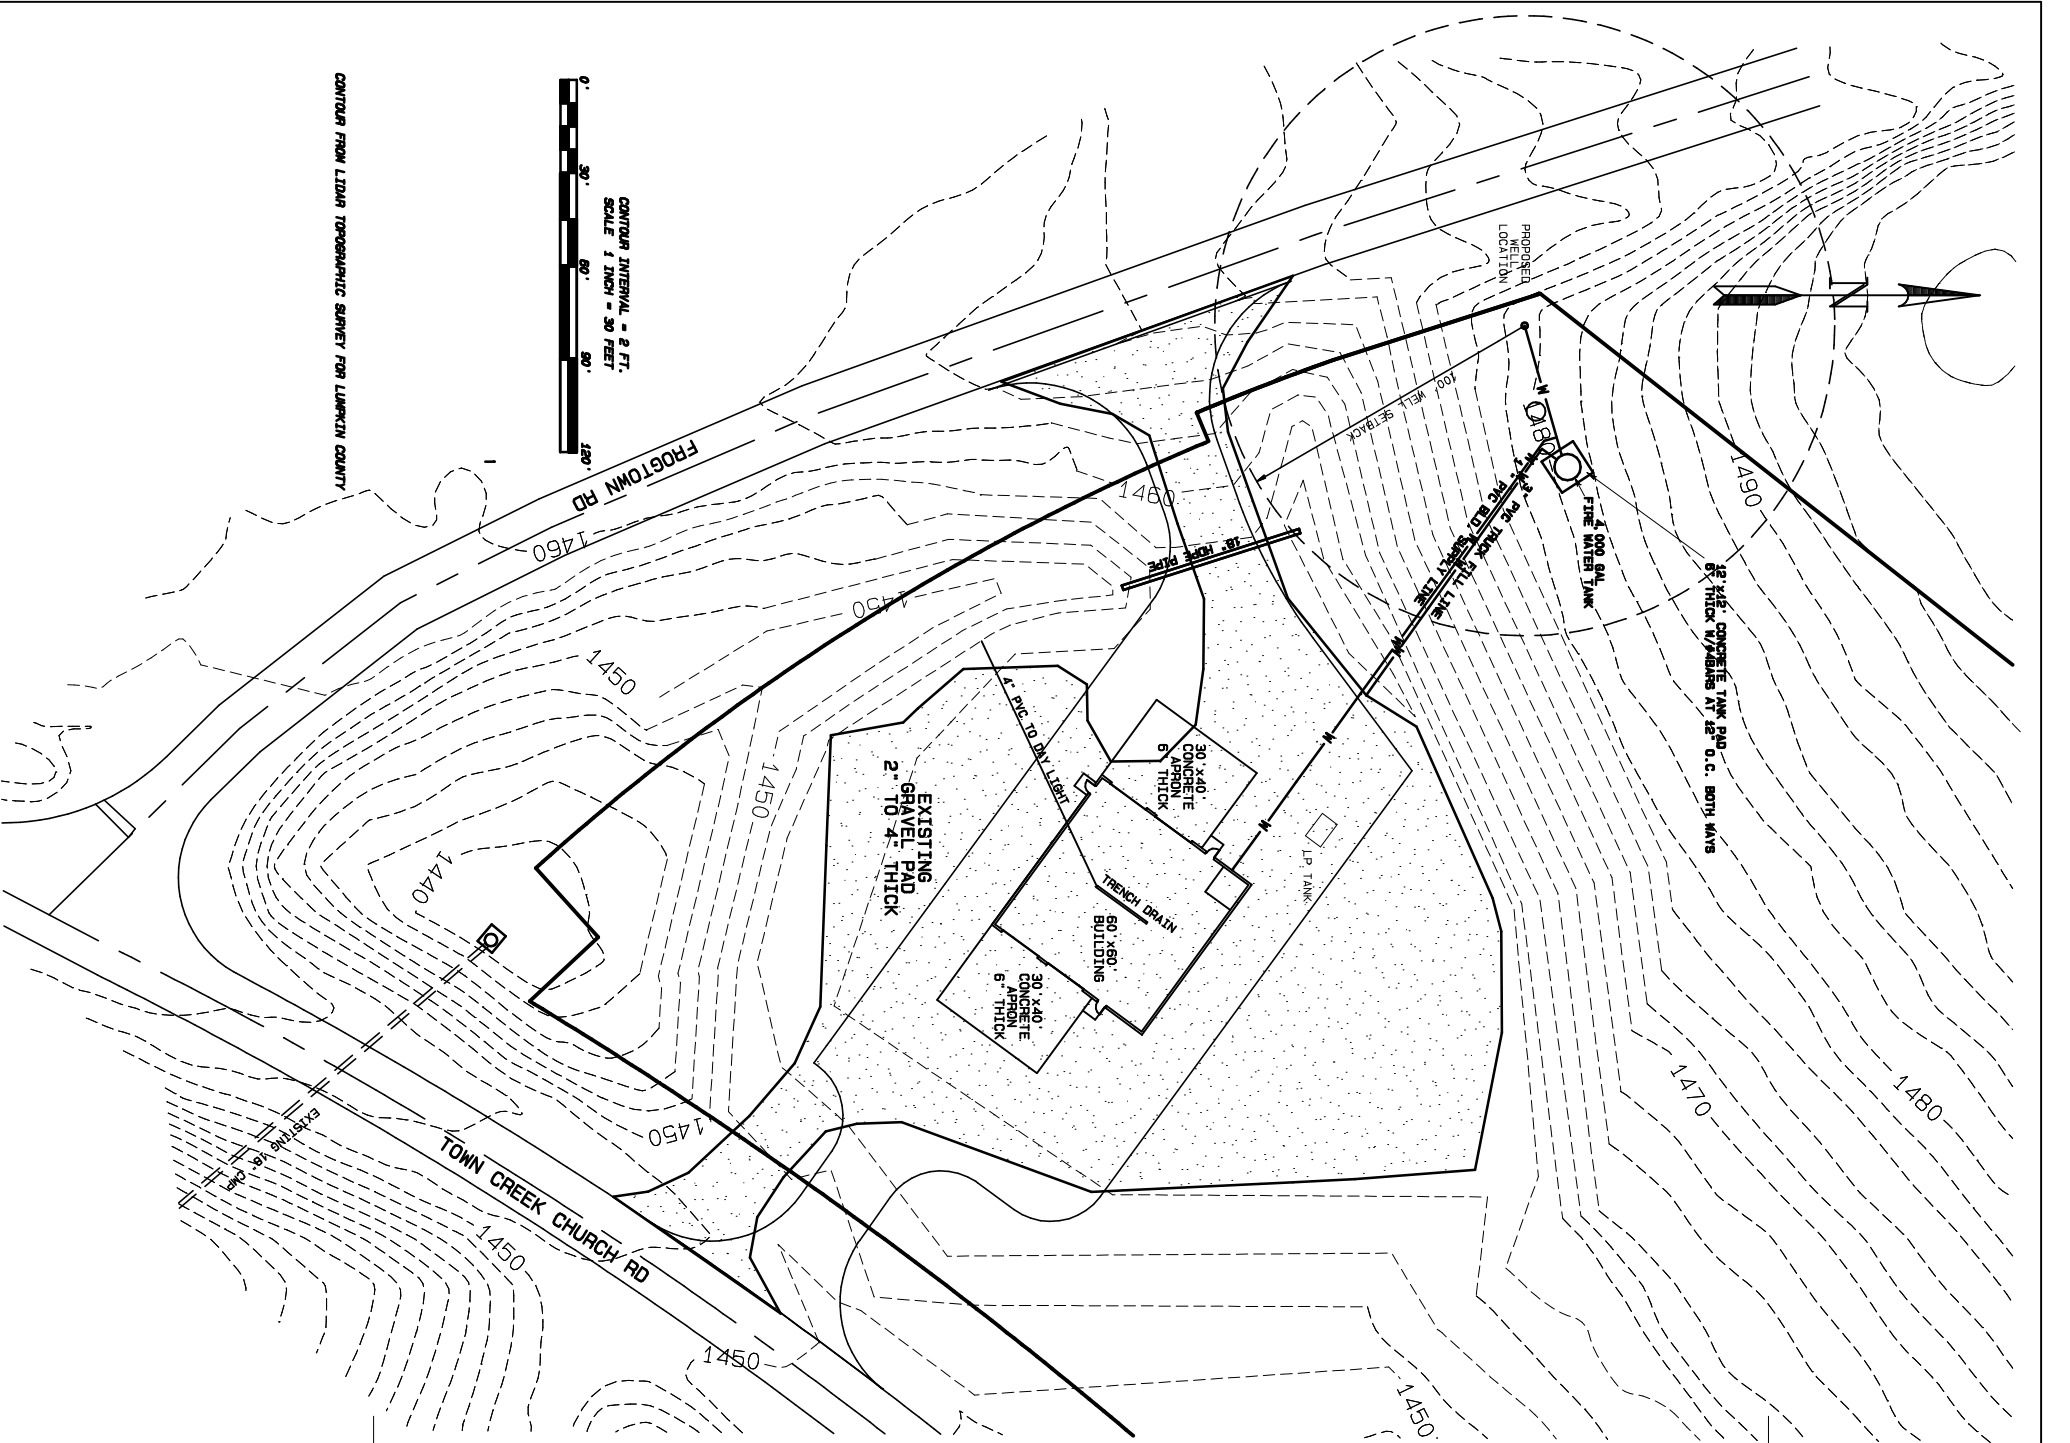 CONTOUR FROM LIDAR TOPOGRAPHIC SURVEY FOR LUMPKIN COUNTY
0'
30'
60'
90'
120'
CONTOUR INTERVAL = 2 FT.
SCALE 1 INCH = 30 FEET
PROPOSED
WELL
LOCATION
N
100' WELL SETBACK
W
1480
1490
4,000 GAL
FIRE WATER TANK
12'x12' CONCRETE TANK PAD
6" THICK W/#4BARS AT 12" O.C. BOTH WAYS
3" PVC TRUCK FILL LINE
PVC BLD. SUPPLY LINE
W
W
W
W
FROGTOWN RD
1460
1460
18" HDPE PIPE
1450
1450
1450
4" PVC TO DAY LIGHT
30'x40'
CONCRETE
APRON
6" THICK
EXISTING
GRAVEL PAD
2" TO 4" THICK
LP TANK
TRENCH DRAIN
60'x60'
BUILDING
30'x40'
CONCRETE
APRON
6" THICK
1440
1470
1480
1450
EXISTING 18" CMP
TOWN CREEK CHURCH RD
1450
1450
1450